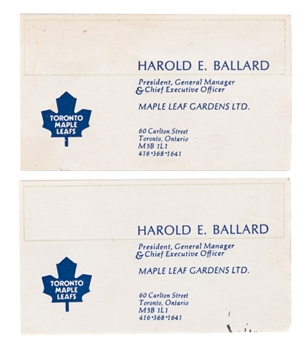 HAROLD E. BALLARD
President, General Manager
& Chief Executive Officer
MAPLE LEAF GARDENS LTD.
TORONTO
MAPLE
LEAFS
60 Carlton Street
Toronto, Ontario
M5B 1L1
416·368·1641
HAROLD E. BALLARD
President, General Manager
& Chief Executive Officer
MAPLE LEAF GARDENS LTD.
TORONTO
MAPLE
LEAFS
60 Carlton Street
Toronto, Ontario
M5B 1L1
416·368·1641